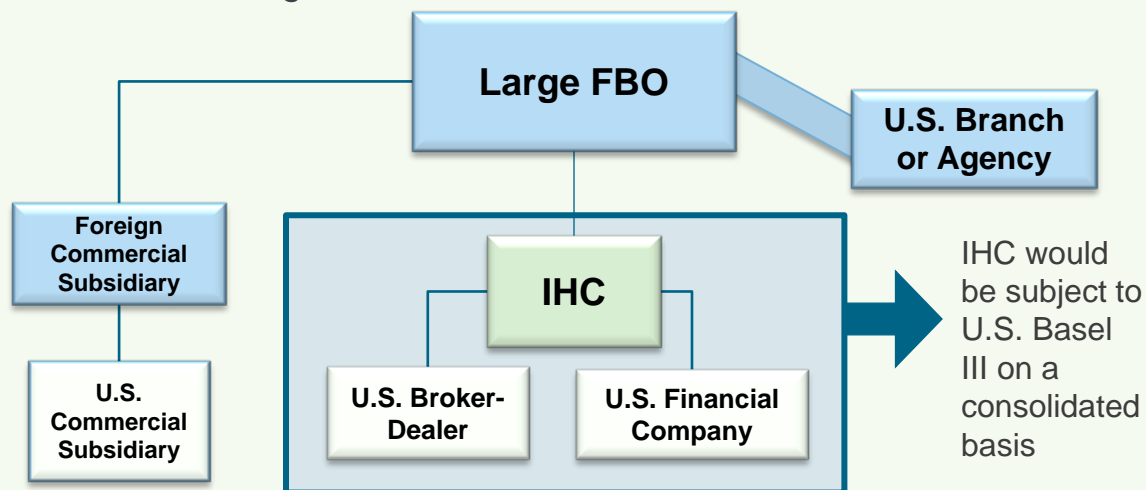 Large FBO
U.S. Branch
or Agency
Foreign
Commercial
Subsidiary
IHC
IHC would
be subject to
U.S. Basel
III on a
consolidated
basis
U.S.
Commercial
Subsidiary
U.S. Broker-
Dealer
U.S. Financial
Company